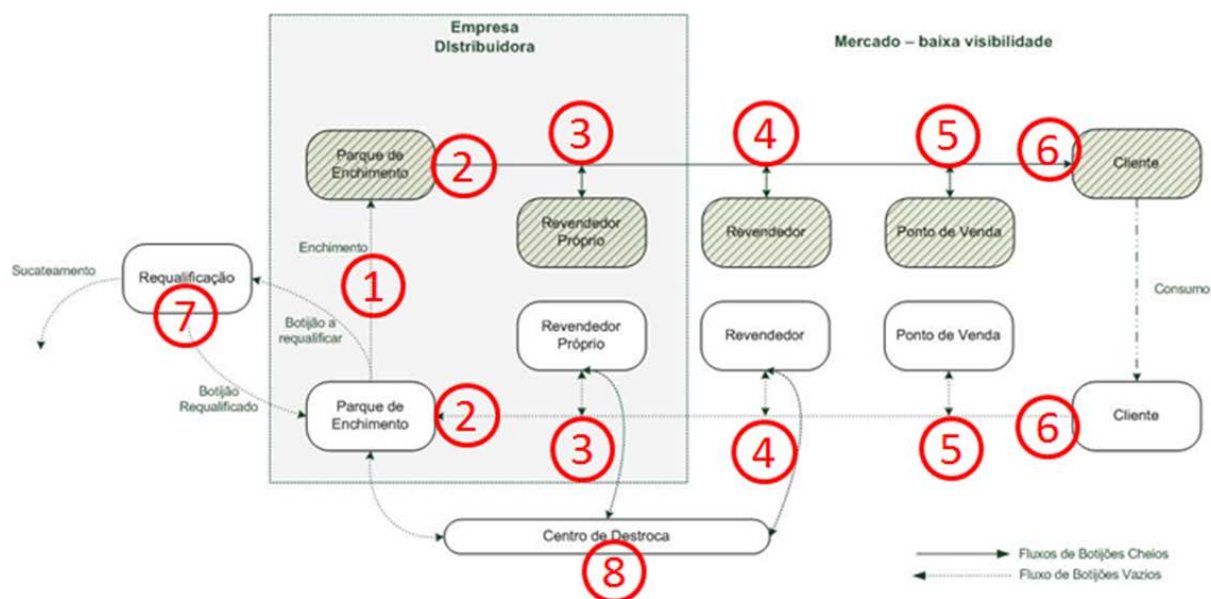 Empresa
DIstribuidora
Mercado – baixa visibilidade
3
4
5
6
2
Parque de
Enchimento
Cliente
Revendedor
Próprio
Revendedor
Ponto de Venda
Enchimento
1
Sucateamento
Requalificação
7
Botijão a
requalificar
Consumo
Revendedor
Próprio
Revendedor
Ponto de Venda
Botijão
Requalificado
Parque de
Enchimento
2
3
4
5
6
Cliente
Centro de Destroca
8
Fluxos de Botijões Cheios
Fluxo de Botijões Vazios